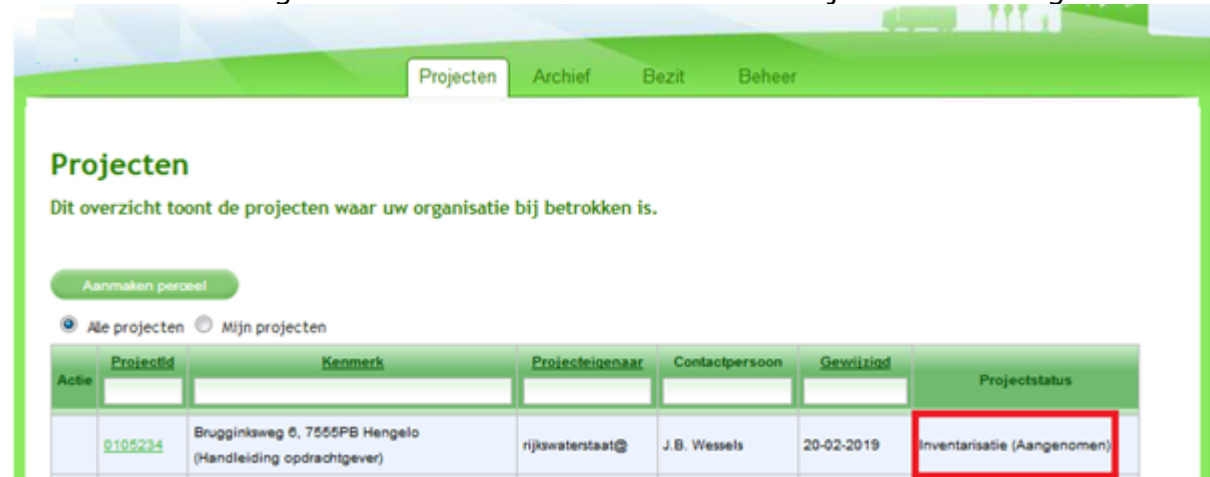 Projecten Archief Bezit Beheer
Projecten
Dit overzicht toont de projecten waar uw organisatie bij betrokken is.
Aanmaken perceel
Alle projecten Mijn projecten
Actie ProjectId Kenmerk Projecteigenaar Contactpersoon Gewijzigd Projectstatus
0105234 Brugginksweg 6, 7555PB Hengelo rijkswaterstaat@ J.B. Wessels 20-02-2019 Inventarisatie (Aangenomen)
(Handleiding opdrachtgever)